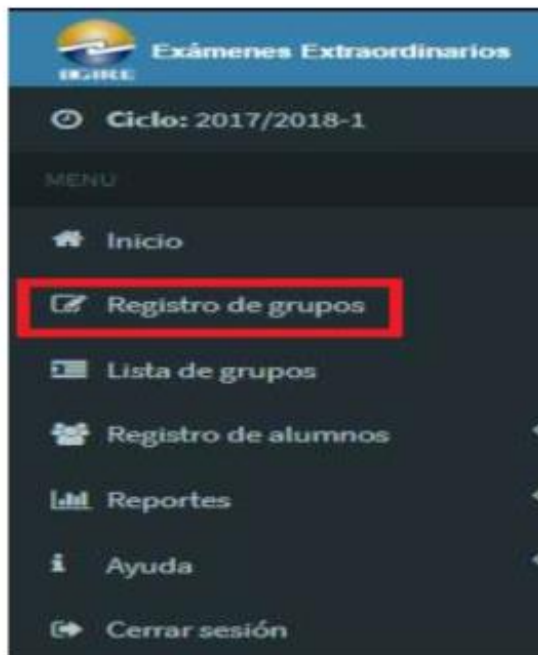 DGIRE
Exámenes Extraordinarios
Ciclo: 2017/2018-1
MENU
Inicio
Registro de grupos
Lista de grupos
Registro de alumnos
Reportes
Ayuda
Cerrar sesión